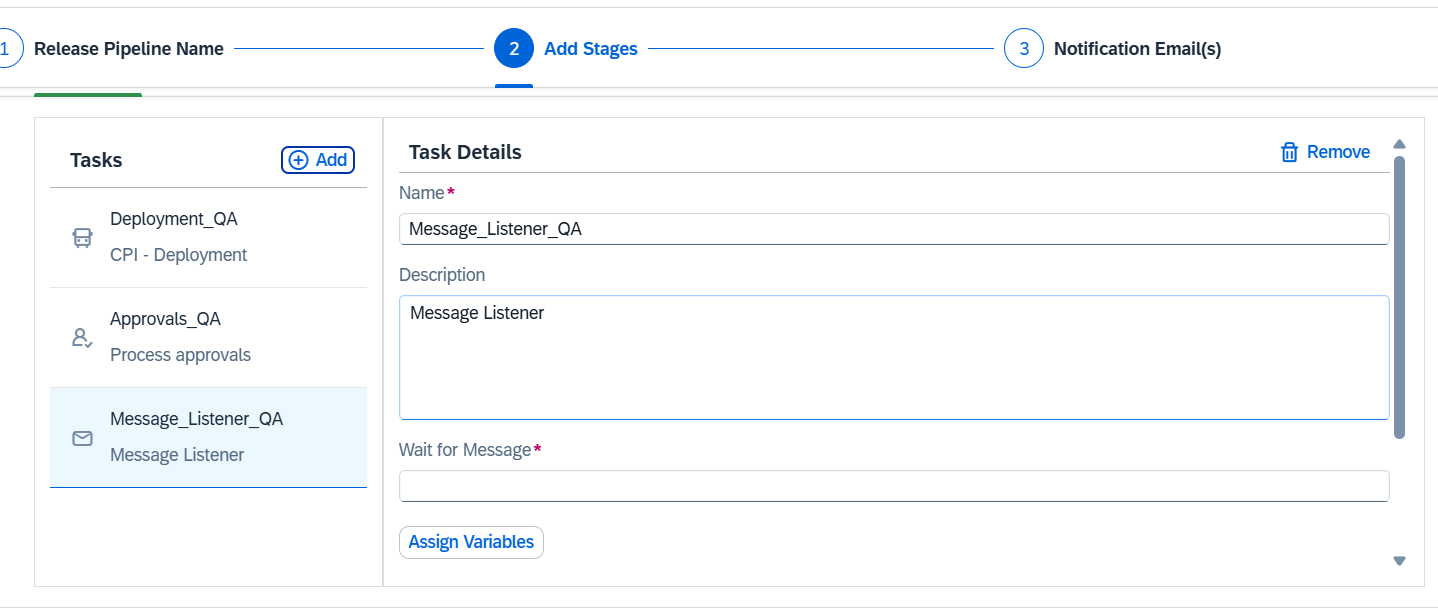 1 Release Pipeline Name 2 Add Stages 3 Notification Email(s)
Tasks
Add
Deployment_QA
CPI - Deployment
Approvals_QA
Process approvals
Message_Listener_QA
Message Listener
Task Details
Remove
Name*
Message_Listener_QA
Description
Message Listener
Wait for Message*
Assign Variables